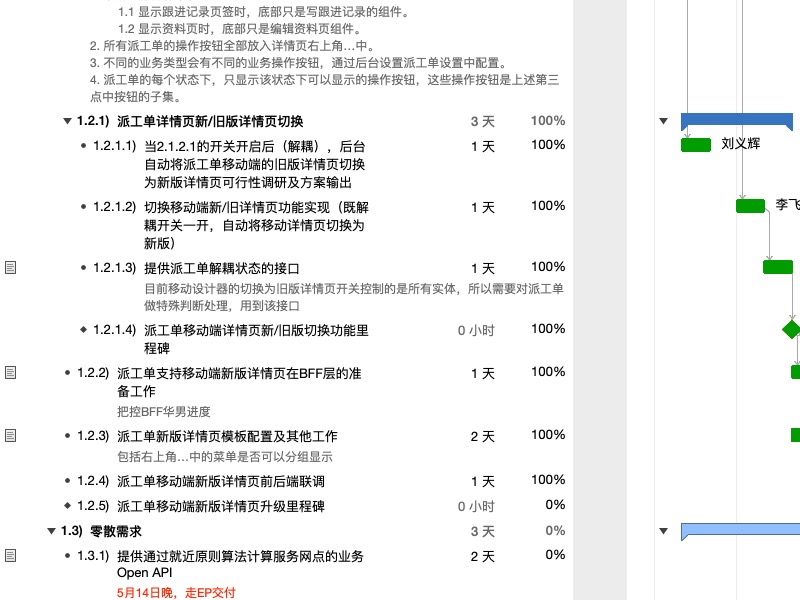 1.1 显示跟进记录页签时，底部只是写跟进记录的组件。
1.2 显示资料页时，底部只是编辑资料页组件。
2. 所有派工单的操作按钮全部放入详情页右上角…中。
3. 不同的业务类型会有不同的业务操作按钮，通过后台设置派工单设置中配置。
4. 派工单的每个状态下，只显示该状态下可以显示的操作按钮，这些操作按钮是上述第三
点中按钮的子集。
1.2.1) 派工单详情页新/旧版详情页切换 3 天 100%
1.2.1.1) 当2.1.2.1的开关开启后（解耦），后台 1 天 100% 刘义辉
自动将派工单移动端的旧版详情页切换
为新版详情页可行性调研及方案输出
1.2.1.2) 切换移动端新/旧详情页功能实现（既解 1 天 100% 李飞
耦开关一开，自动将移动详情页切换为
新版）
1.2.1.3) 提供派工单解耦状态的接口 1 天 100%
目前移动设计器的切换为旧版详情页开关控制的是所有实体，所以需要对派工单
做特殊判断处理，用到该接口
1.2.1.4) 派工单移动端详情页新/旧版切换功能里 0 小时 100%
程碑
1.2.2) 派工单支持移动端新版详情页在BFF层的准 1 天 100%
备工作
把控BFF华男进度
1.2.3) 派工单新版详情页模板配置及其他工作 2 天 100%
包括右上角…中的菜单是否可以分组显示
1.2.4) 派工单移动端新版详情页前后端联调 1 天 100%
1.2.5) 派工单移动端新版详情页升级里程碑 0 小时 0%
1.3) 零散需求 3 天 0%
1.3.1) 提供通过就近原则算法计算服务网点的业务 2 天 0%
Open API
5月14日晚，走EP交付